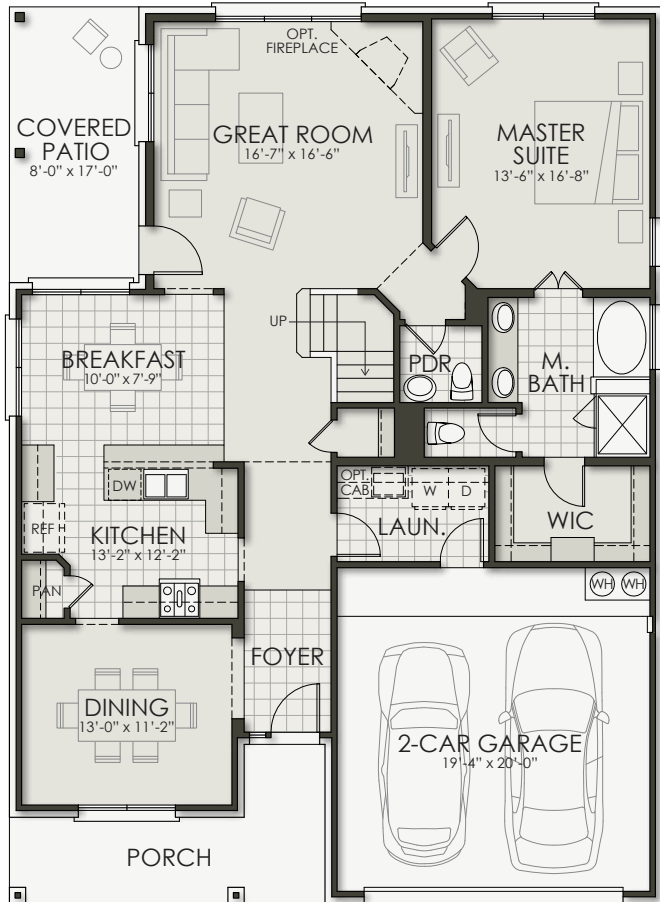 OPT.
FIREPLACE
COVERED
PATIO
8'-0" x 17'-0"
GREAT ROOM
16'-7" x 16'-6"
MASTER
SUITE
13'-6" x 16'-8"
UP
BREAKFAST
10'-0" x 7'-9"
PDR
M.
BATH
DW
OPT.
CAB
W
D
REF
KITCHEN
13'-2" x 12'-2"
LAUN.
WIC
PAN
WH
WH
FOYER
DINING
13'-0" x 11'-2"
2-CAR GARAGE
19'-4" x 20'-0"
PORCH